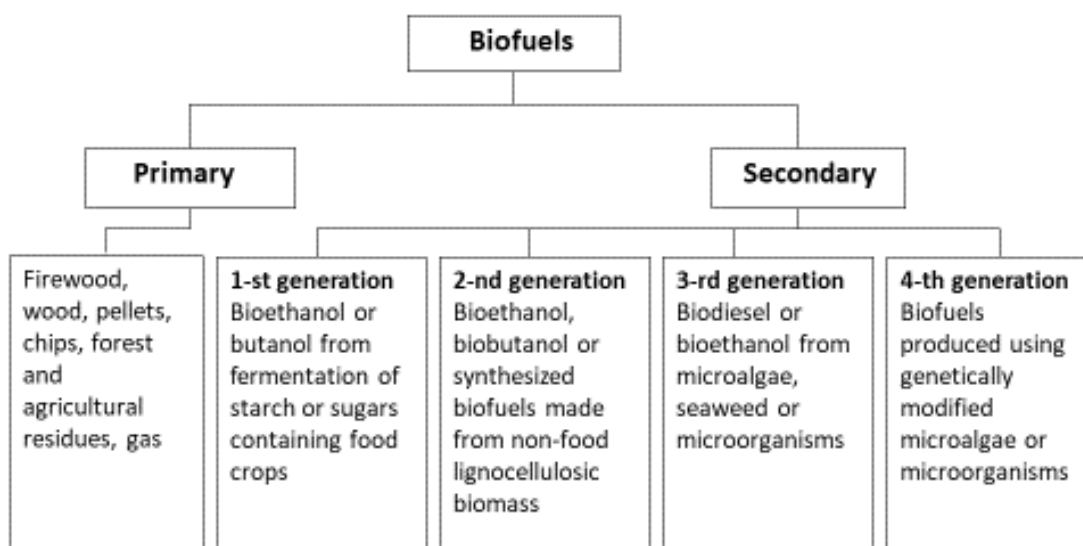 Biofuels
Primary
Secondary
Firewood,
wood, pellets,
chips, forest
and
agricultural
residues, gas
1-st generation
Bioethanol or
butanol from
fermentation of
starch or sugars
containing food
crops
2-nd generation
Bioethanol,
biobutanol or
synthesized
biofuels made
from non-food
lignocellulosic
biomass
3-rd generation
Biodiesel or
bioethanol from
microalgae,
seaweed or
microorganisms
4-th generation
Biofuels
produced using
genetically
modified
microalgae or
microorganisms